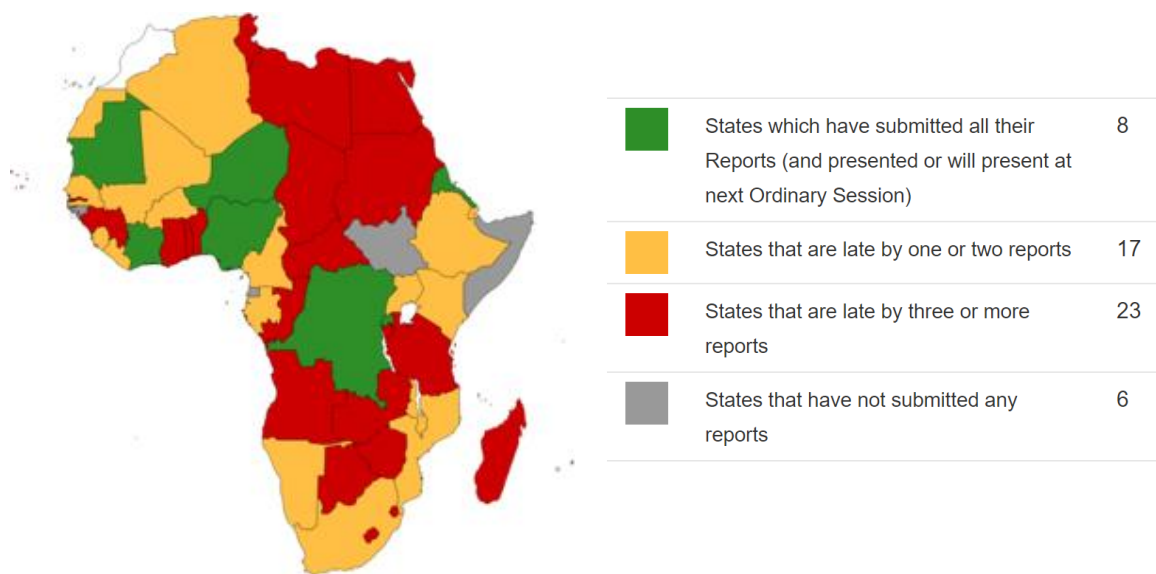 States which have submitted all their
Reports (and presented or will present at
next Ordinary Session)
8
States that are late by one or two reports
17
States that are late by three or more
reports
23
States that have not submitted any
reports
6